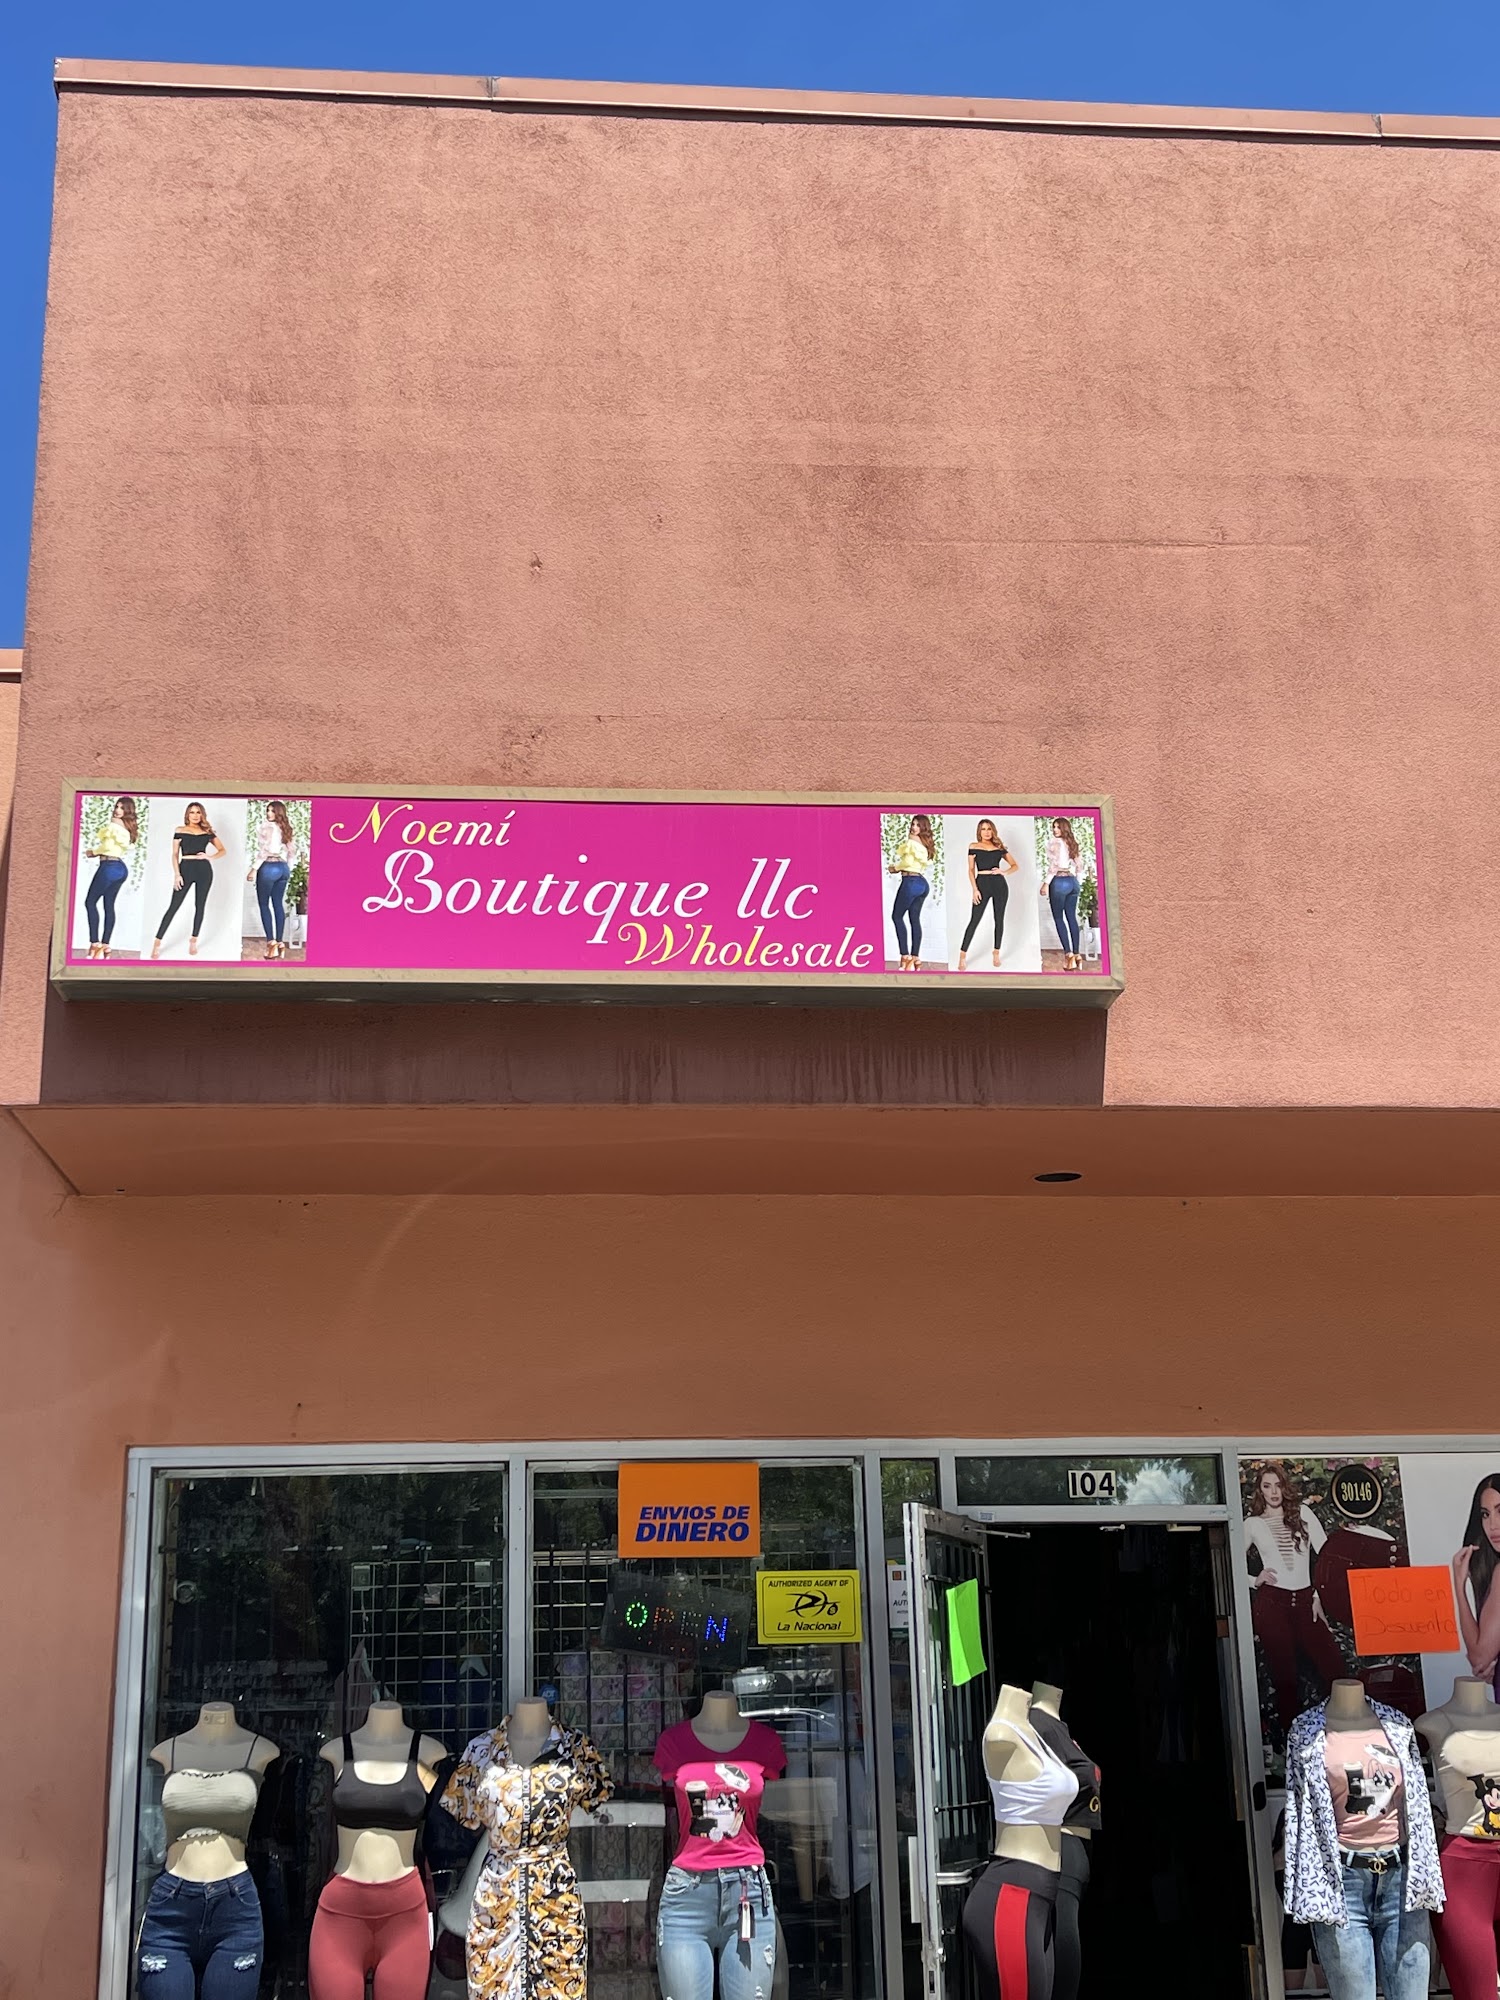 Noemí
Boutique llc
Wholesale
ENVIOS DE
DINERO
104
30146
AUTHORIZED AGENT OF
La Nacional
OPEN
Todo en
Descuento